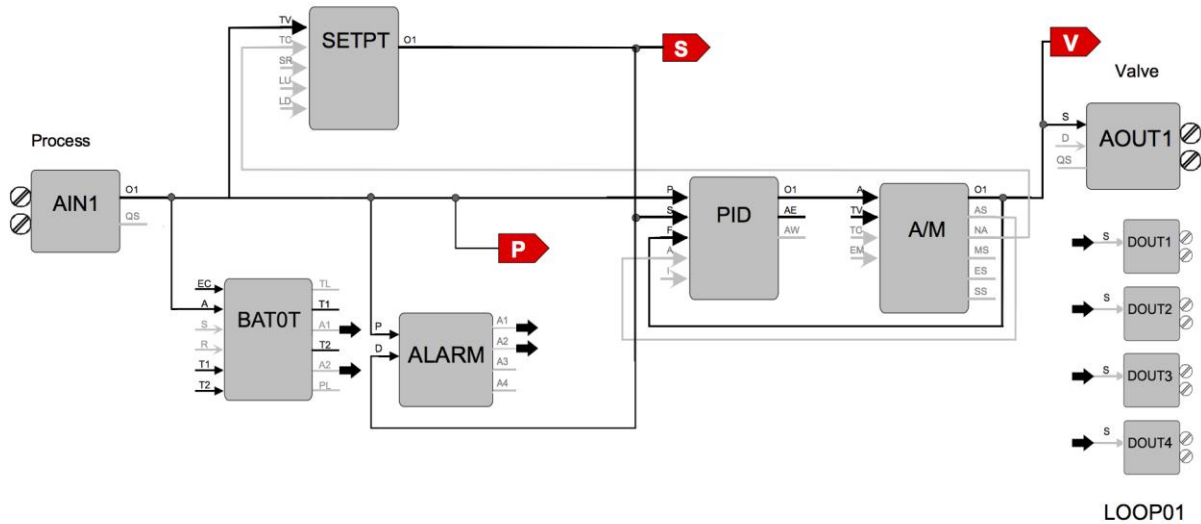 TV
TC
SR
LU
LD
SETPT
O1
S
V
Valve
S
D
QS
AOUT1
Process
AIN1
O1
QS
P
P
S
F
A
I
PID
O1
AE
AW
A
TV
TC
EM
A/M
O1
AS
NA
MS
ES
SS
EC
A
S
R
T1
T2
BAT0T
TL
T1
A1
T2
A2
PL
P
D
ALARM
A1
A2
A3
A4
S
DOUT1
S
DOUT2
S
DOUT3
S
DOUT4
LOOP01